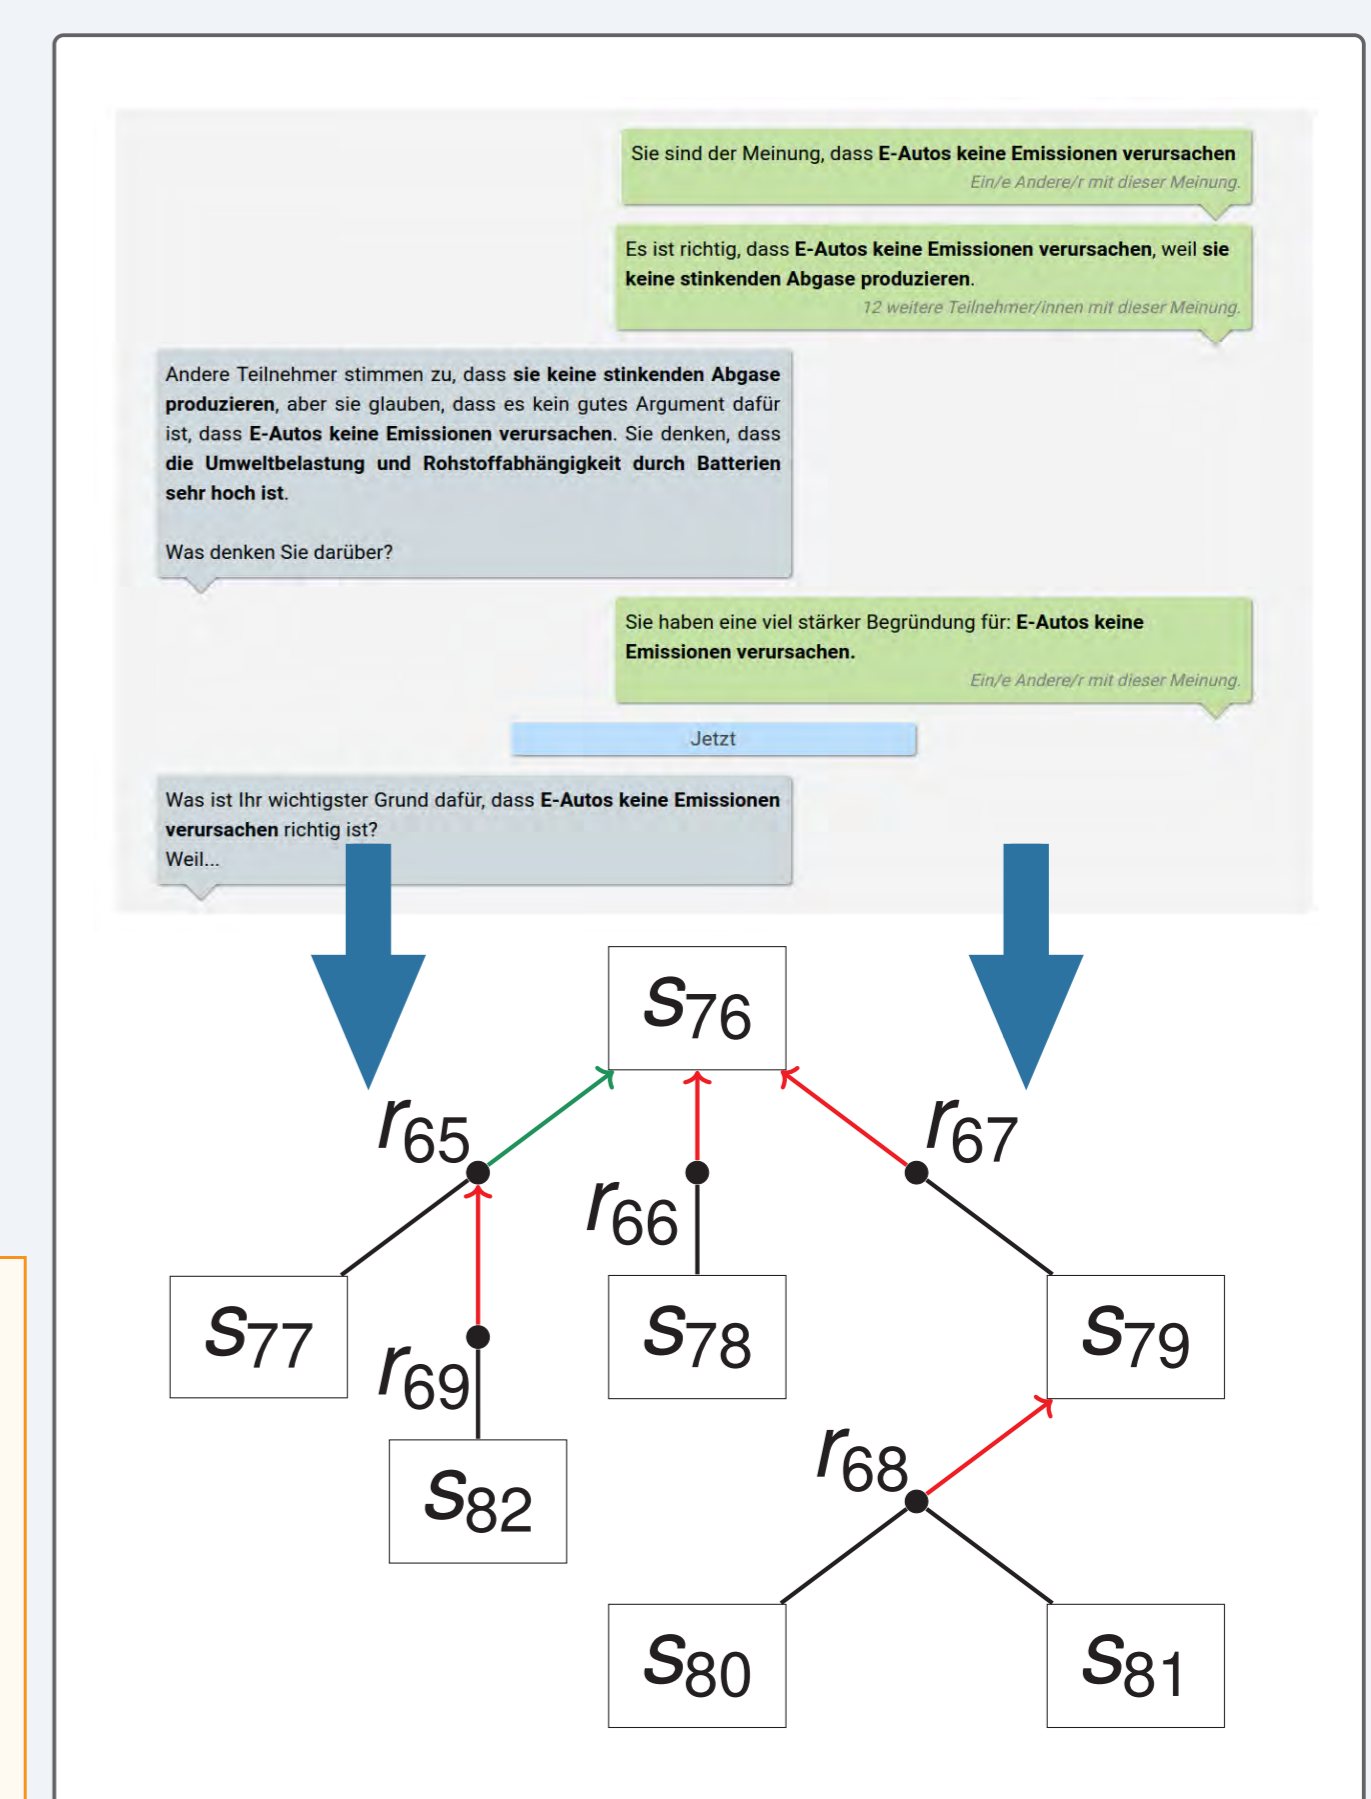 Sie sind der Meinung, dass E-Autos keine Emissionen verursachen
Ein/e Andere/r mit dieser Meinung.
Es ist richtig, dass E-Autos keine Emissionen verursachen, weil sie
keine stinkenden Abgase produzieren.
12 weitere Teilnehmer/innen mit dieser Meinung.
Andere Teilnehmer stimmen zu, dass sie keine stinkenden Abgase
produzieren, aber sie glauben, dass es kein gutes Argument dafür
ist, dass E-Autos keine Emissionen verursachen. Sie denken, dass
die Umweltbelastung und Rohstoffabhängigkeit durch Batterien
sehr hoch ist.
Was denken Sie darüber?
Sie haben eine viel stärker Begründung für: E-Autos keine
Emissionen verursachen.
Ein/e Andere/r mit dieser Meinung.
Jetzt
Was ist Ihr wichtigster Grund dafür, dass E-Autos keine Emissionen
verursachen richtig ist?
Weil...
s76
r65
r67
r66
s77
s78
s79
r69
r68
s82
s80
s81